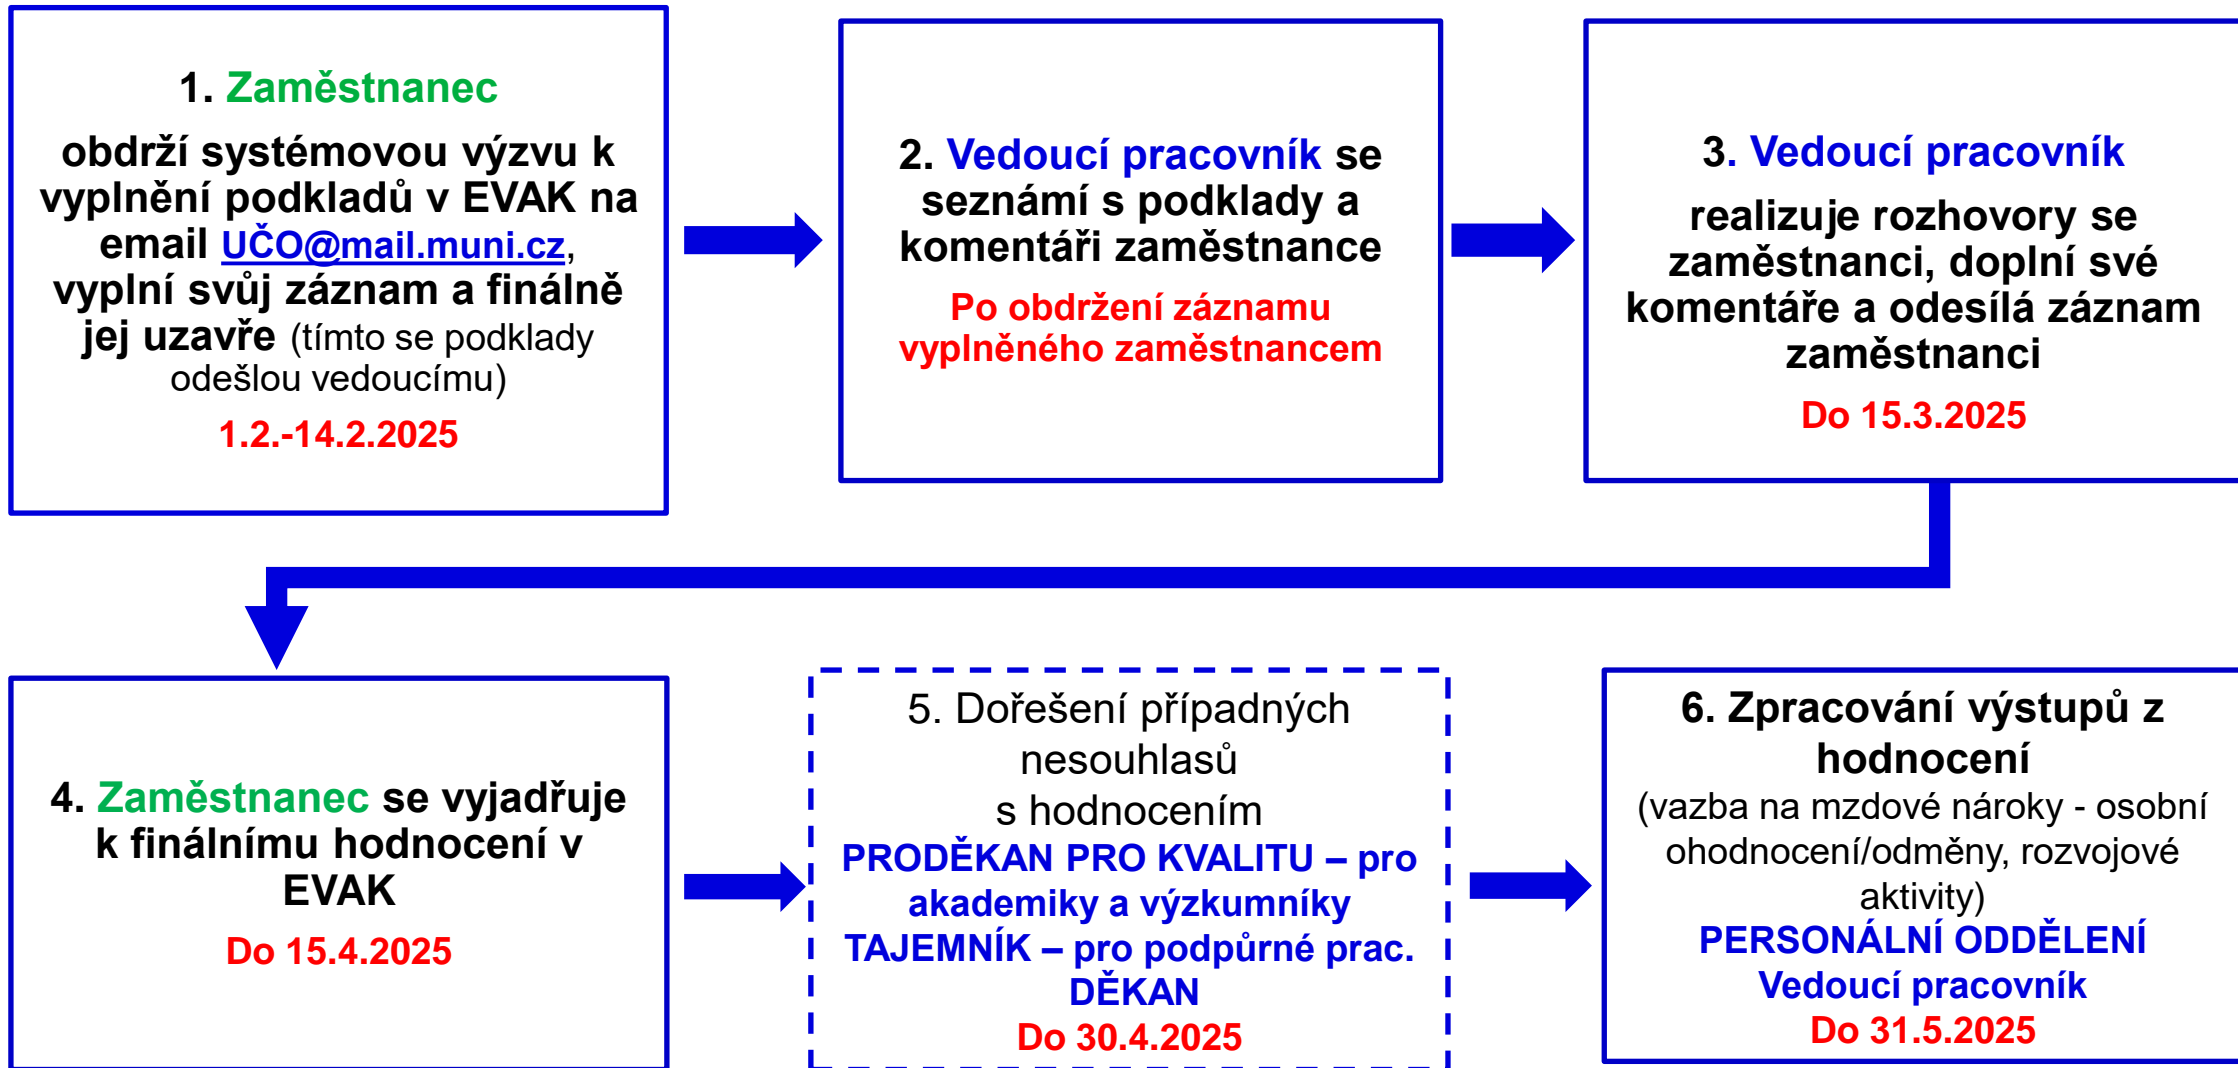 1. Zaměstnanec
obdrží systémovou výzvu k
vyplnění podkladů v EVAK na
email UČO@mail.muni.cz,
vyplní svůj záznam a finálně
jej uzavře (tímto se podklady
odešlou vedoucímu)
1.2.-14.2.2025
2. Vedoucí pracovník se
seznámí s podklady a
komentáři zaměstnance
Po obdržení záznamu
vyplněného zaměstnancem
3. Vedoucí pracovník
realizuje rozhovory se
zaměstnanci, doplní své
komentáře a odesílá záznam
zaměstnanci
Do 15.3.2025
4. Zaměstnanec se vyjadřuje
k finálnímu hodnocení v
EVAK
Do 15.4.2025
5. Dořešení případných
nesouhlasů
s hodnocením
PRODĚKAN PRO KVALITU – pro
akademiky a výzkumníky
TAJEMNÍK – pro podpůrné prac.
DĚKAN
Do 30.4.2025
6. Zpracování výstupů z
hodnocení
(vazba na mzdové nároky - osobní
ohodnocení/odměny, rozvojové
aktivity)
PERSONÁLNÍ ODDĚLENÍ
Vedoucí pracovník
Do 31.5.2025